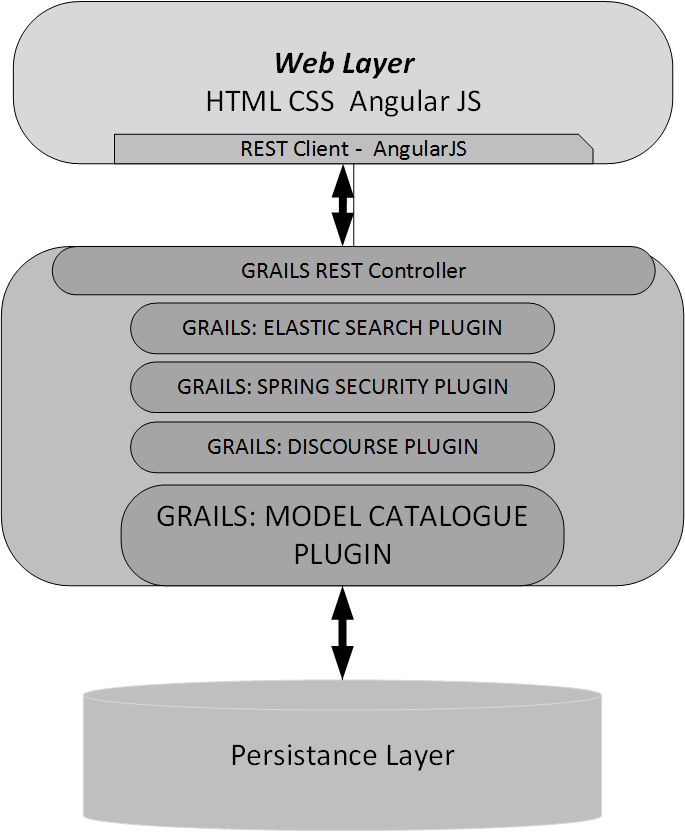 Web Layer
HTML CSS  Angular JS
REST Client -  AngularJS
GRAILS REST Controller
GRAILS: ELASTIC SEARCH PLUGIN
GRAILS: SPRING SECURITY PLUGIN
GRAILS: DISCOURSE PLUGIN
GRAILS: MODEL CATALOGUE
PLUGIN
Persistance Layer